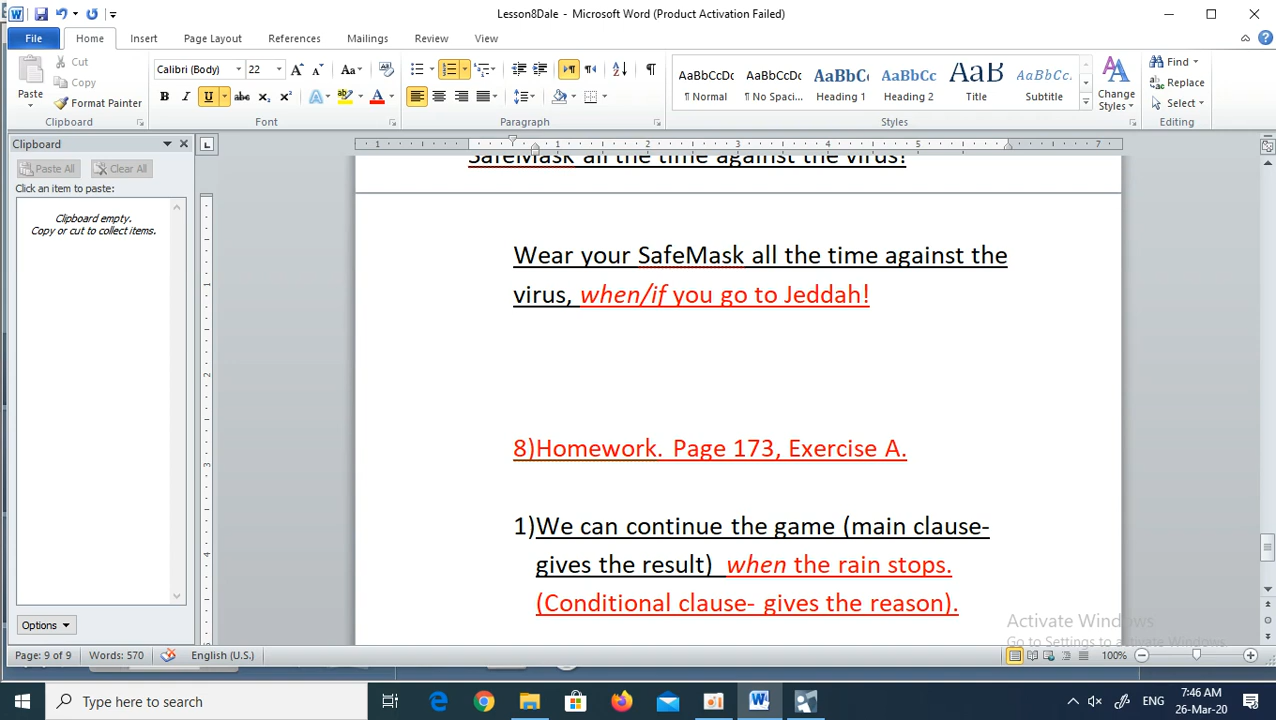 Lesson8Dale - Microsoft Word (Product Activation Failed)
File Home Insert Page Layout References Mailings Review View
Paste
Cut
Copy
Format Painter
Clipboard
Calibri (Body) 22
Font
Paragraph
AaBbCcDc AaBbCcDc AaBbCc AaBbCc AaB AaBbCc.
¶ Normal ¶ No Spaci... Heading 1 Heading 2 Title Subtitle
Styles
Change Styles
Find
Replace
Select
Editing
Clipboard
Paste All Clear All
Click an item to paste:
Clipboard empty.
Copy or cut to collect items.
Options
SafeMask all the time against the virus!
Wear your SafeMask all the time against the
virus, when/if you go to Jeddah!
8)Homework. Page 173, Exercise A.
1)We can continue the game (main clause-
gives the result) when the rain stops.
(Conditional clause- gives the reason).
Activate Windows
Go to Settings to activate Windows.
Page: 9 of 9 Words: 570 English (U.S.) 100%
Type here to search
ENG
7:46 AM
26-Mar-20